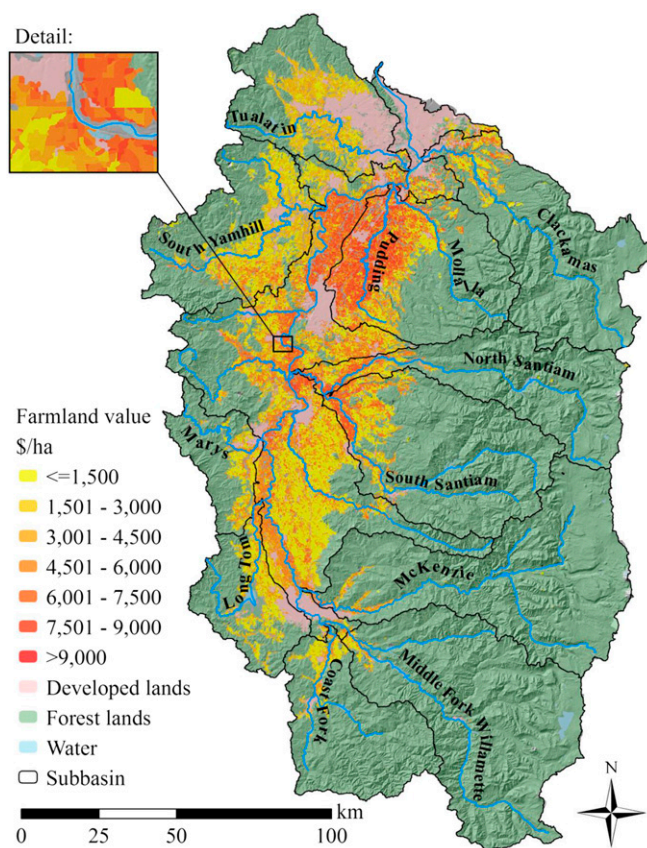 Detail:
Tualatin
South Yamhill
Pudding
Molalla
Clackamas
North Santiam
Marys
South Santiam
Long Tom
McKenzie
Coast Fork
Middle Fork Willamette
Farmland value
$/ha
<=1,500
1,501 - 3,000
3,001 - 4,500
4,501 - 6,000
6,001 - 7,500
7,501 - 9,000
>9,000
Developed lands
Forest lands
Water
Subbasin
km
0 25 50 100
N